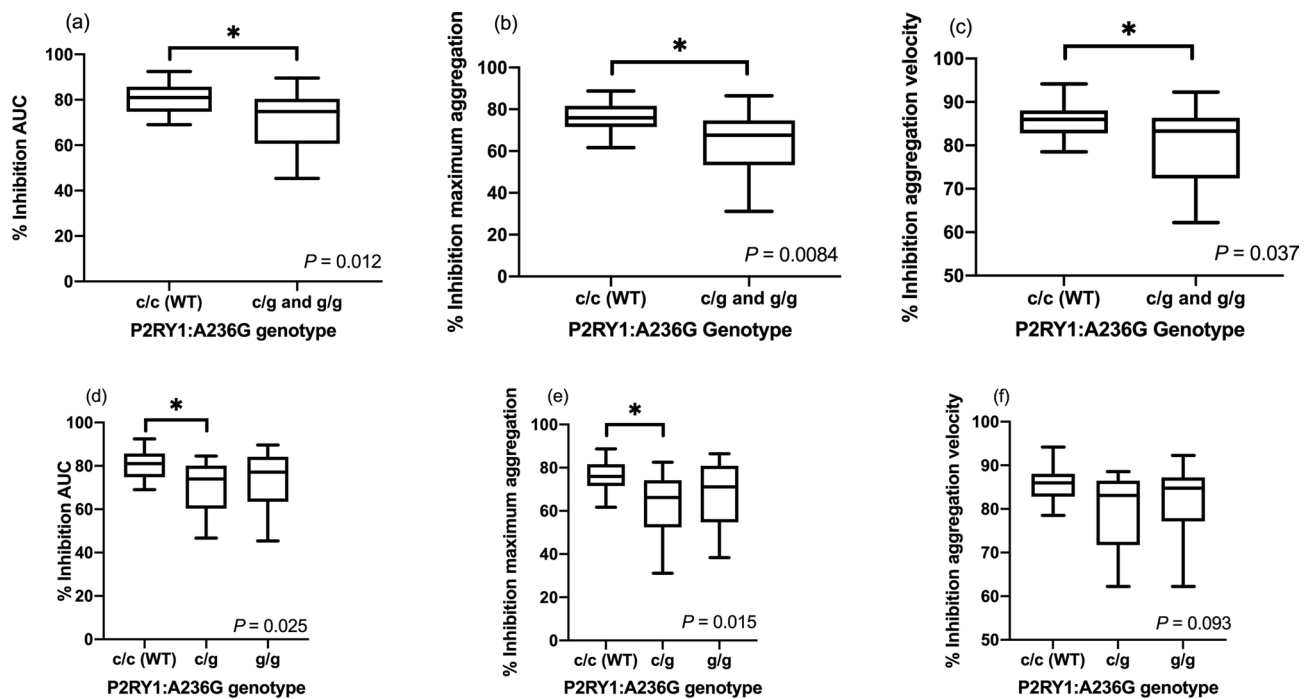 (a)
*
% Inhibition AUC
100
80
60
40
20
0
P = 0.012
c/c (WT) c/g and g/g
P2RY1:A236G genotype
(b)
*
% Inhibition maximum aggregation
100
80
60
40
20
0
P = 0.0084
c/c (WT) c/g and g/g
P2RY1:A236G Genotype
(c)
*
% Inhibition aggregation velocity
100
90
80
70
60
50
P = 0.037
c/c (WT) c/g and g/g
P2RY1:A236G Genotype
(d)
*
% Inhibition AUC
100
80
60
40
20
0
P = 0.025
c/c (WT) c/g g/g
P2RY1:A236G genotype
(e)
*
% Inhibition maximum aggregation
100
80
60
40
20
0
P = 0.015
c/c (WT) c/g g/g
P2RY1:A236G genotype
(f)
% Inhibition aggregation velocity
100
90
80
70
60
50
P = 0.093
c/c (WT) c/g g/g
P2RY1:A236G genotype